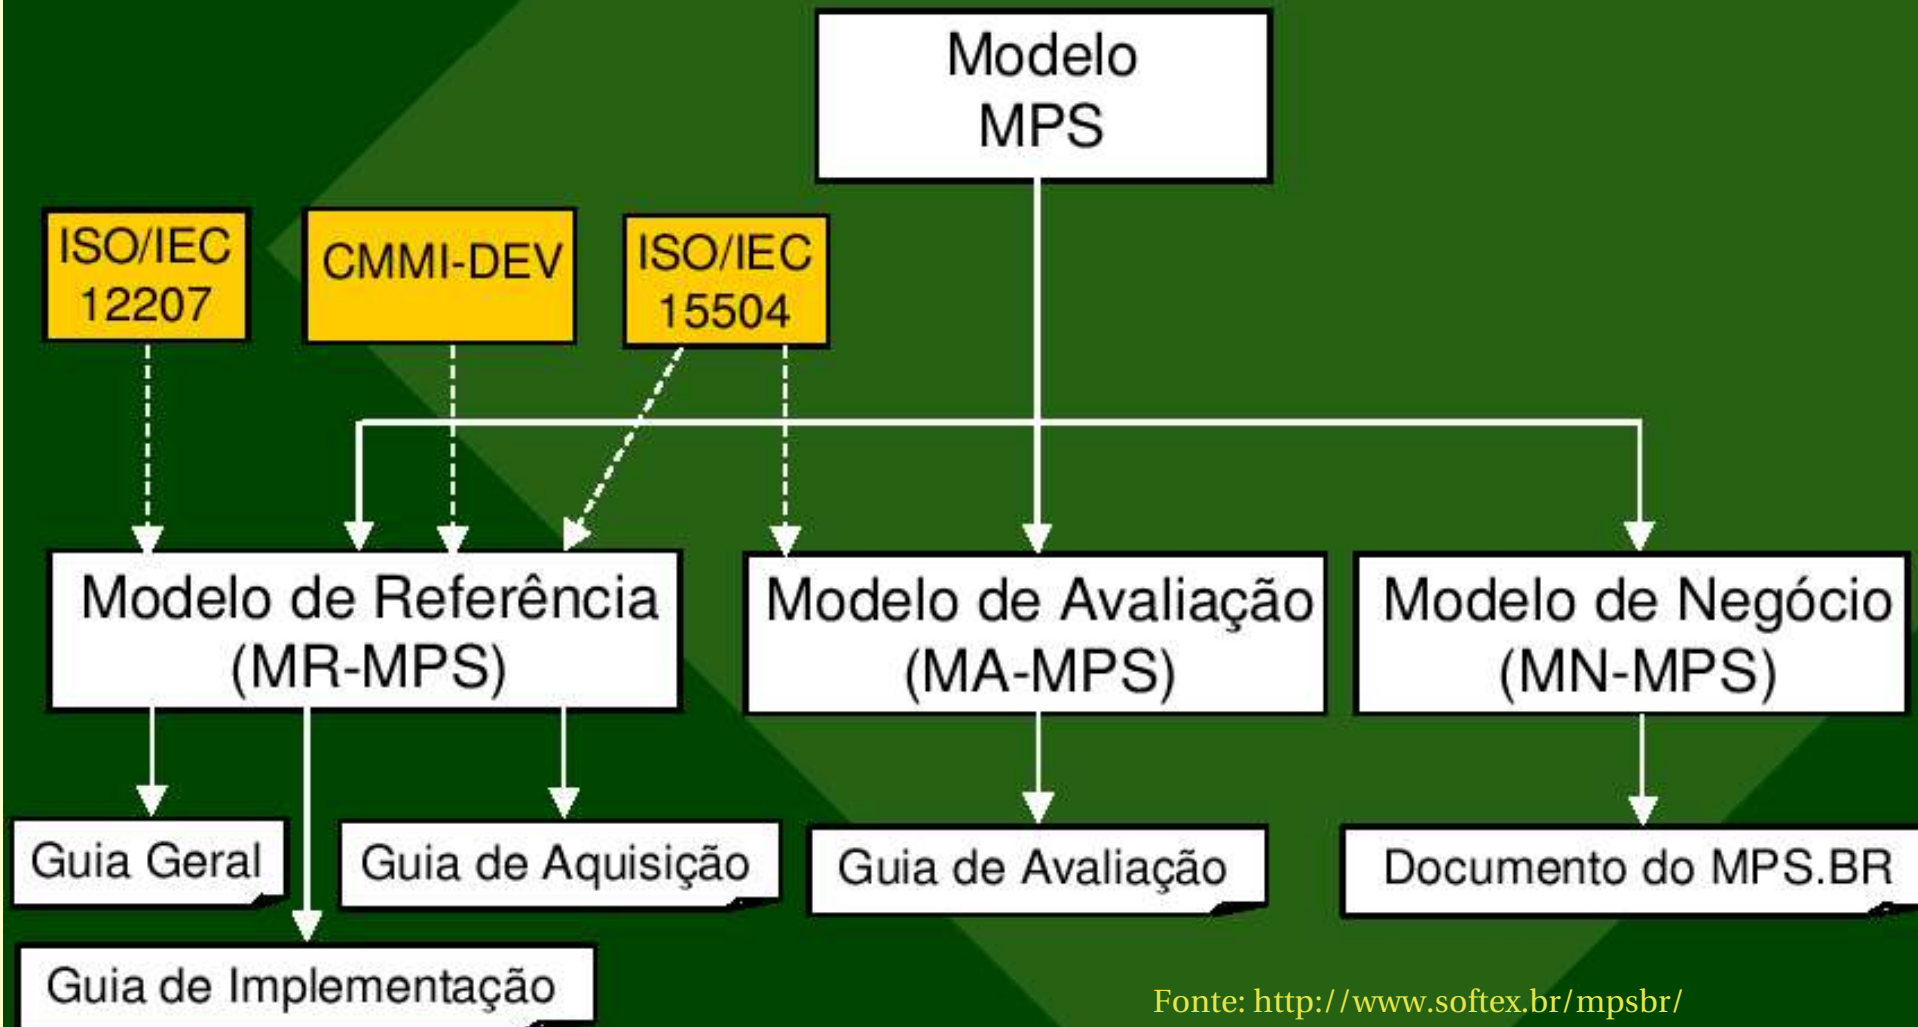 Modelo
MPS
ISO/IEC
12207
CMMI-DEV
ISO/IEC
15504
Modelo de Referência
(MR-MPS)
Modelo de Avaliação
(MA-MPS)
Modelo de Negócio
(MN-MPS)
Guia Geral
Guia de Aquisição
Guia de Avaliação
Documento do MPS.BR
Guia de Implementação
Fonte: http://www.softex.br/mpsbr/